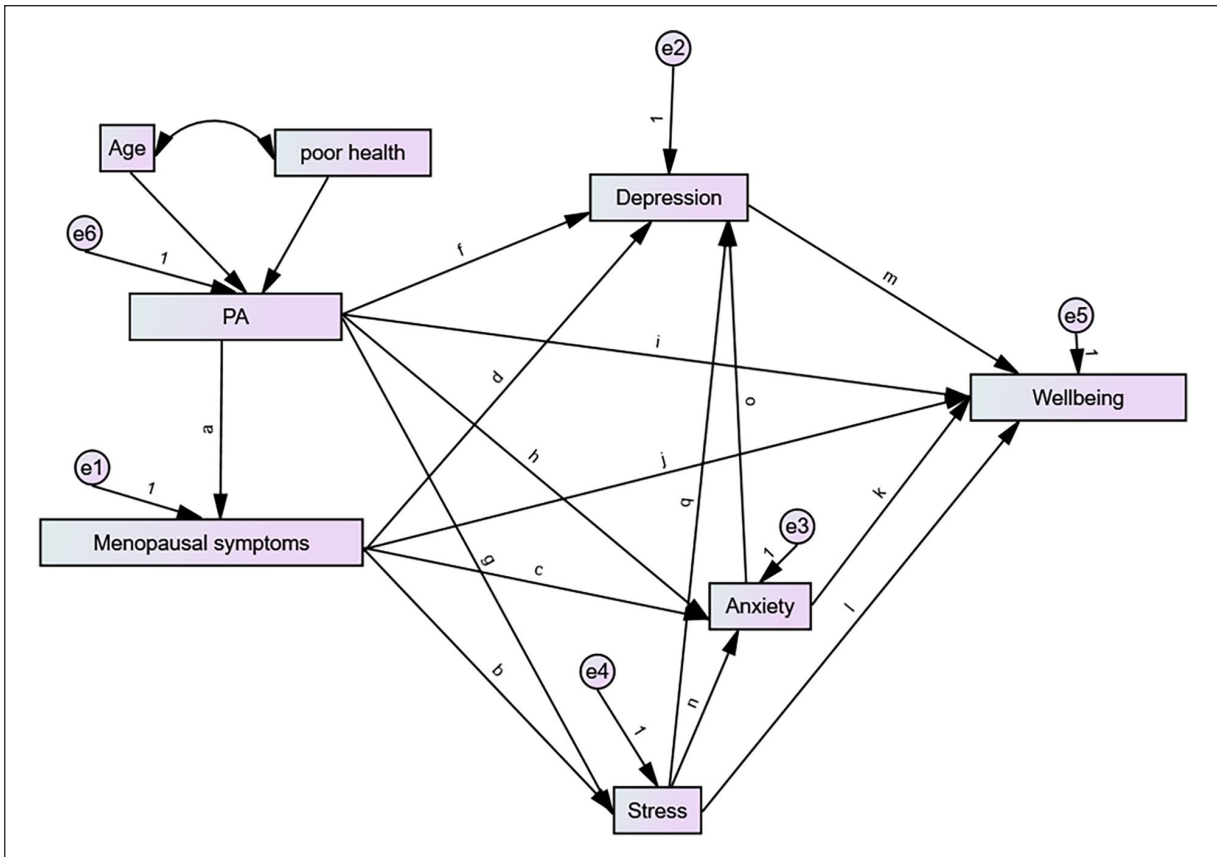 e2
1
Age
poor health
Depression
e6
1
f
m
PA
i
e5
1
d
Wellbeing
a
o
h
j
e1
1
k
q
e3
1
Menopausal symptoms
g
c
Anxiety
l
b
e4
n
1
Stress